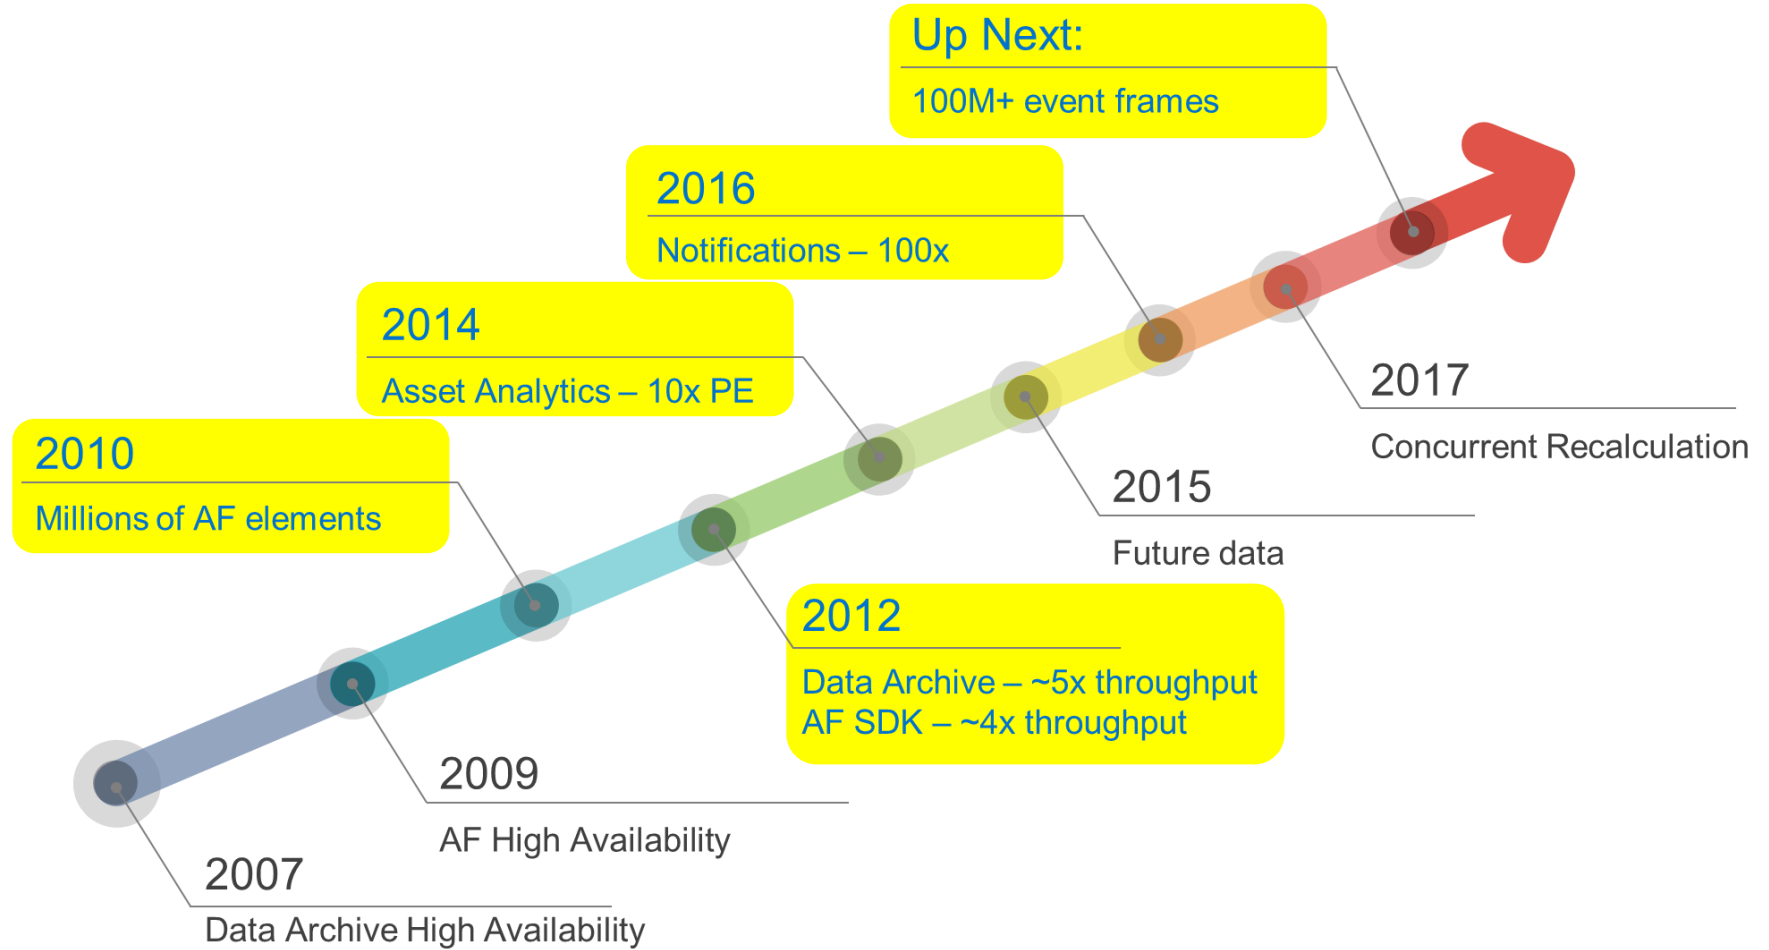 Up Next:
100M+ event frames
2016
Notifications – 100x
2014
Asset Analytics – 10x PE
2010
Millions of AF elements
2017
Concurrent Recalculation
2015
Future data
2012
Data Archive – ~5x throughput
AF SDK – ~4x throughput
2009
AF High Availability
2007
Data Archive High Availability